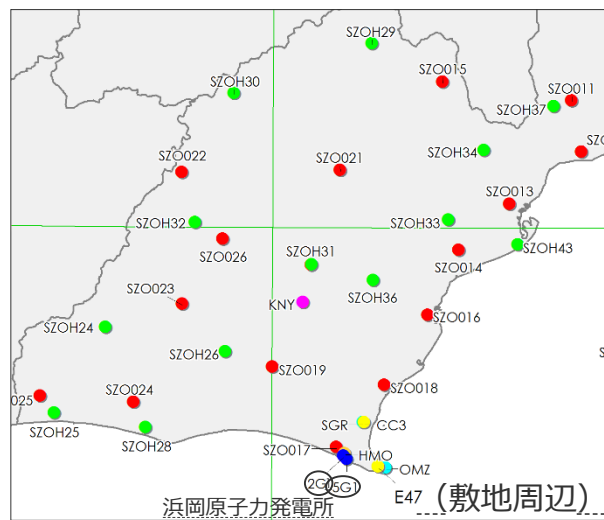 SZOH29
SZO015
SZOH30
SZO011
SZOH37
SZOH34
SZO022
SZO021
SZO
SZO013
SZOH32
SZOH33
SZO026
SZOH43
SZOH31
SZO014
SZOH36
SZO023
KNY
SZO016
SZOH24
SZOH26
S
SZO019
SZO018
025
SZO024
SZOH25
SZOH28
SGR
CC3
SZO017
HMO
OMZ
2G1
5G1
E47
(敷地周辺)
浜岡原子力発電所